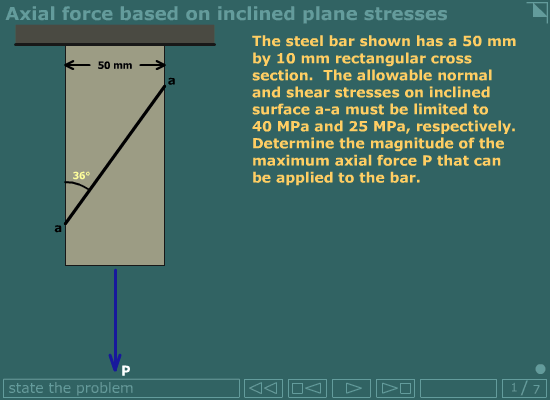 Axial force based on inclined plane stresses
50 mm
a
36°
a
P
The steel bar shown has a 50 mm
by 10 mm rectangular cross
section.  The allowable normal
and shear stresses on inclined
surface a-a must be limited to
40 MPa and 25 MPa, respectively.
Determine the magnitude of the
maximum axial force P that can
be applied to the bar.
state the problem
1 / 7